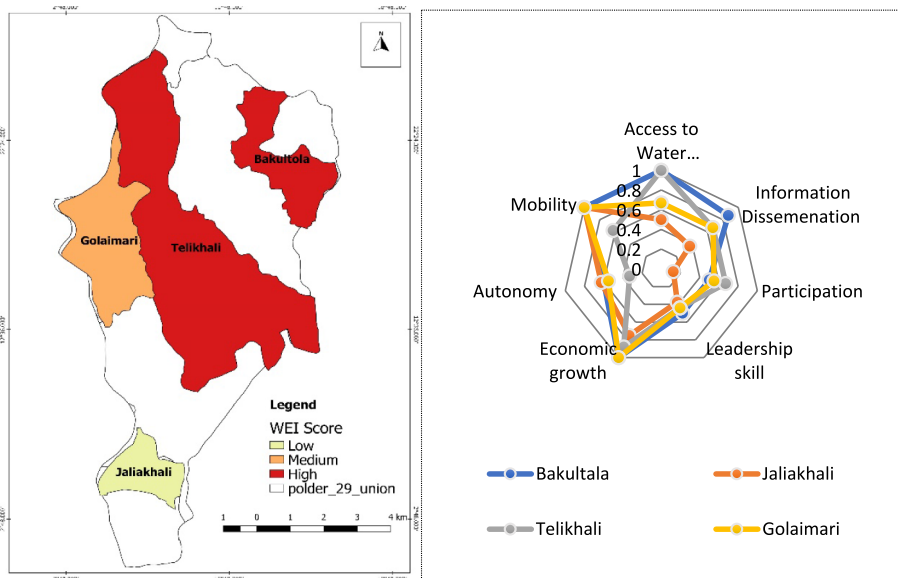 N
Bakultola
Golaimari
Telikhali
Jaliakhali
Legend
WEI Score
Low
Medium
High
polder_29_union
1 0 1 2 3 4 km
Access to
Water...
1
0.8
0.6
0.4
0.2
0
Information
Dissemenation
Participation
Leadership
skill
Economic
growth
Autonomy
Mobility
Bakultala
Jaliakhali
Telikhali
Golaimari